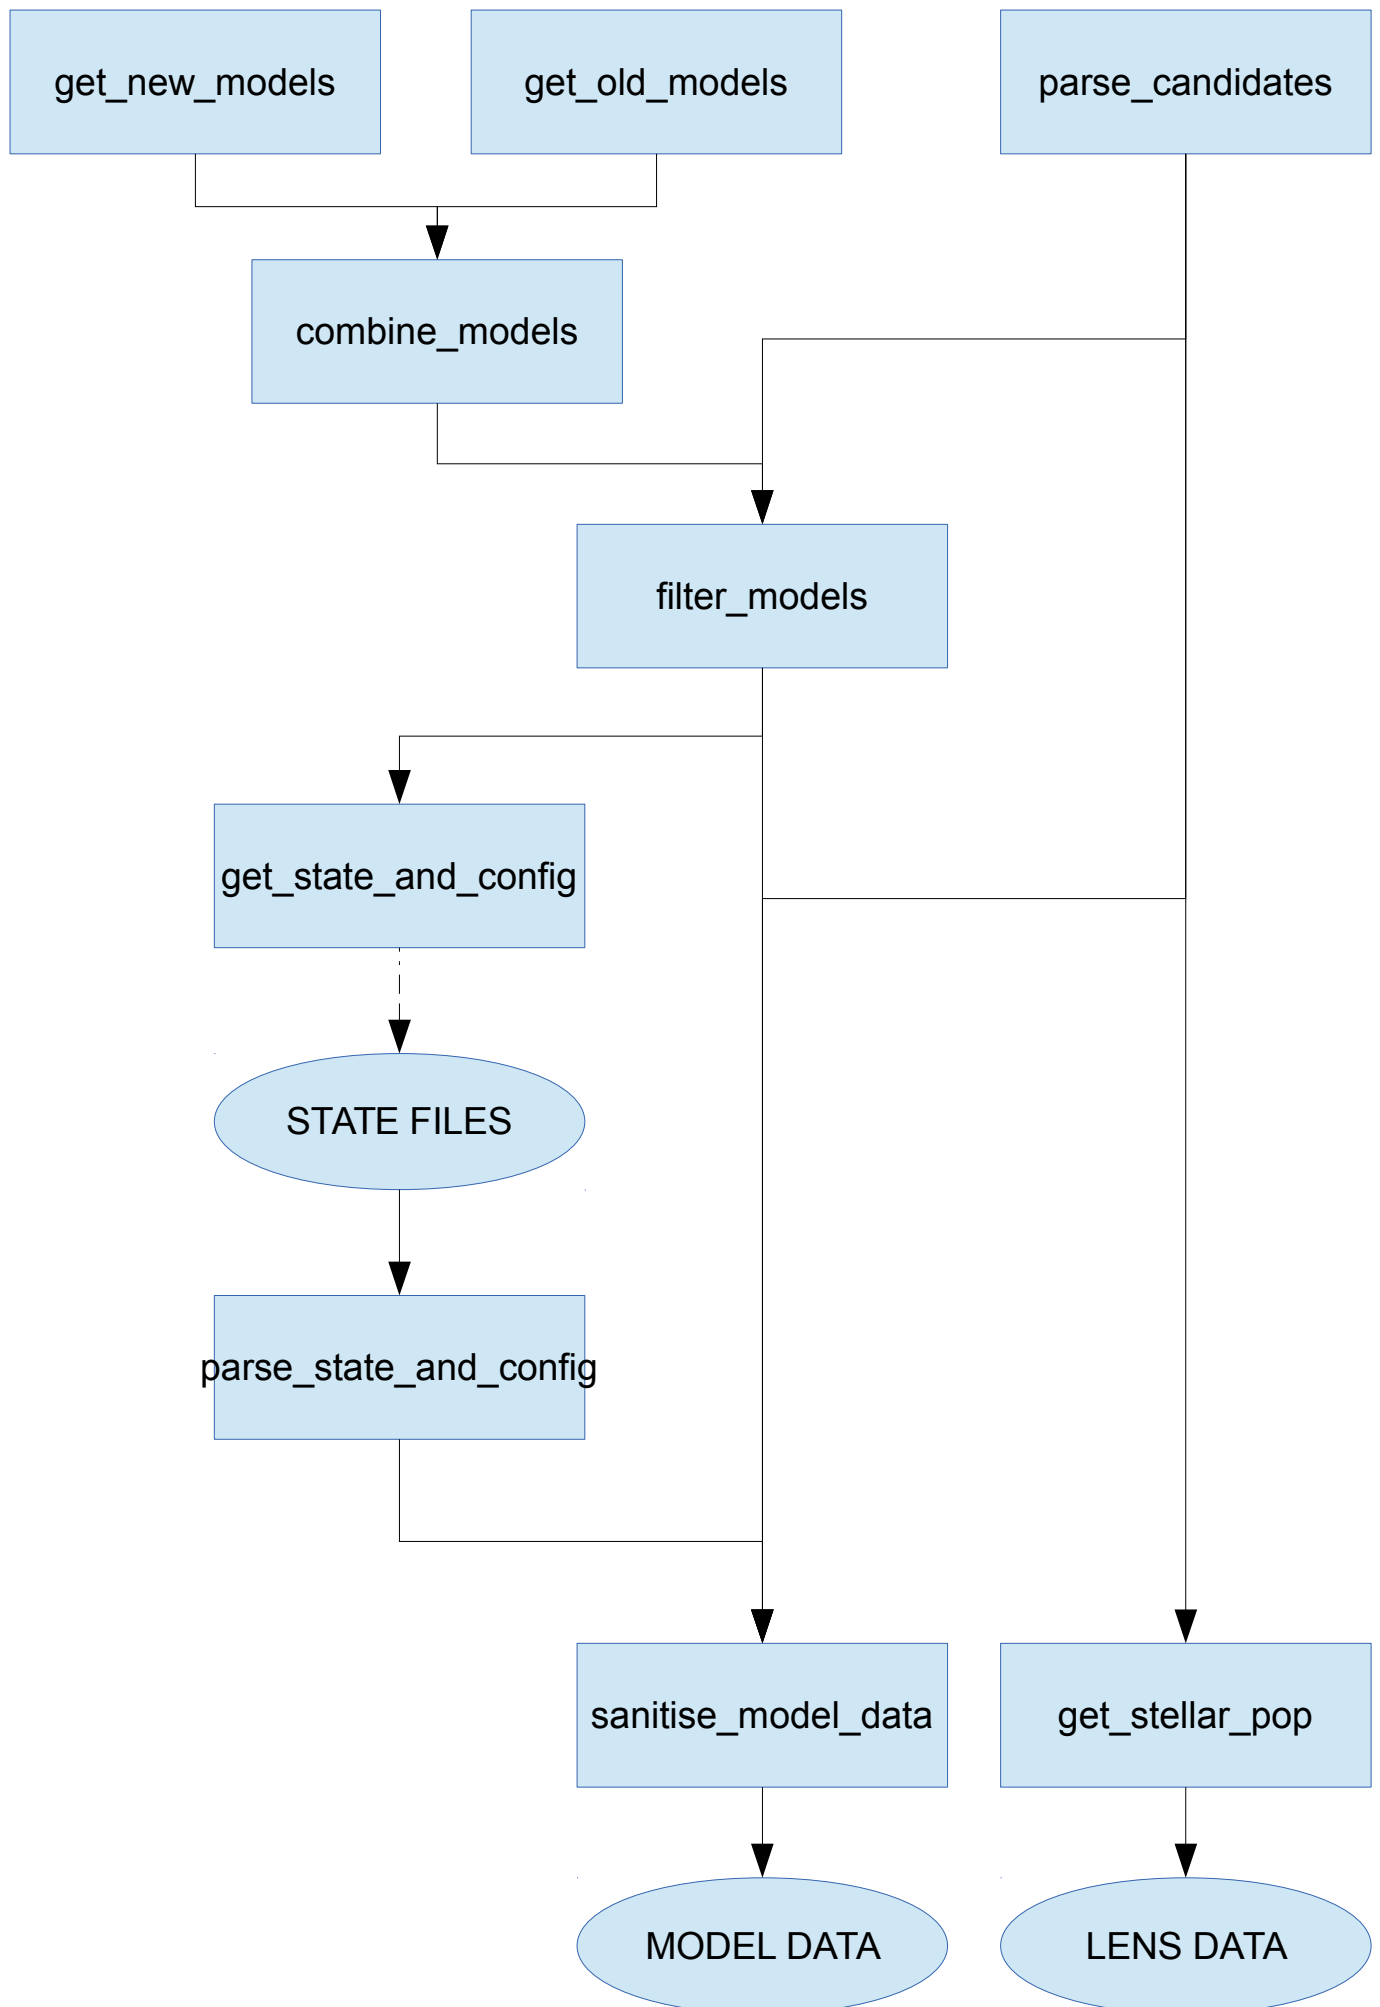 get_new_models
get_old_models
parse_candidates
combine_models
filter_models
get_state_and_config
STATE FILES
parse_state_and_config
sanitise_model_data
get_stellar_pop
MODEL DATA
LENS DATA